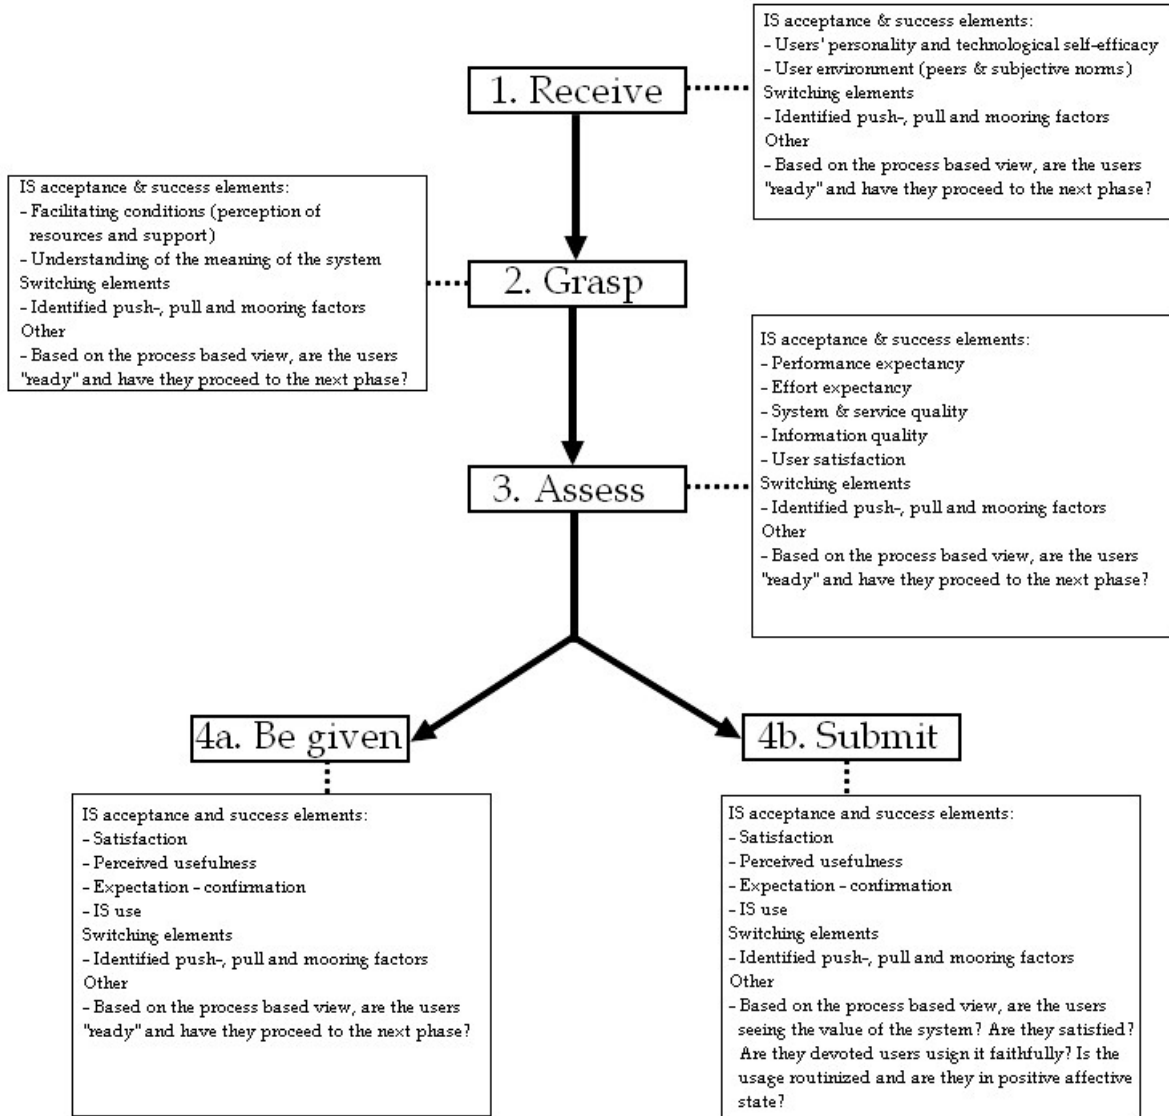 IS acceptance & success elements:
- Users' personality and technological self-efficacy
- User environment (peers & subjective norms)
Switching elements
- Identified push-, pull and mooring factors
Other
- Based on the process based view, are the users
"ready" and have they proceed to the next phase?
1. Receive
IS acceptance & success elements:
- Facilitating conditions (perception of
resources and support)
- Understanding of the meaning of the system
Switching elements
- Identified push-, pull and mooring factors
Other
- Based on the process based view, are the users
"ready" and have they proceed to the next phase?
2. Grasp
IS acceptance & success elements:
- Performance expectancy
- Effort expectancy
- System & service quality
- Information quality
- User satisfaction
Switching elements
- Identified push-, pull and mooring factors
Other
- Based on the process based view, are the users
"ready" and have they proceed to the next phase?
3. Assess
4a. Be given
IS acceptance and success elements:
- Satisfaction
- Perceived usefulness
- Expectation - confirmation
- IS use
Switching elements
- Identified push-, pull and mooring factors
Other
- Based on the process based view, are the users
"ready" and have they proceed to the next phase?
4b. Submit
IS acceptance and success elements:
- Satisfaction
- Perceived usefulness
- Expectation - confirmation
- IS use
Switching elements
- Identified push-, pull and mooring factors
Other
- Based on the process based view, are the users
seeing the value of the system? Are they satisfied?
Are they devoted users usign it faithfully? Is the
usage routinized and are they in positive affective
state?